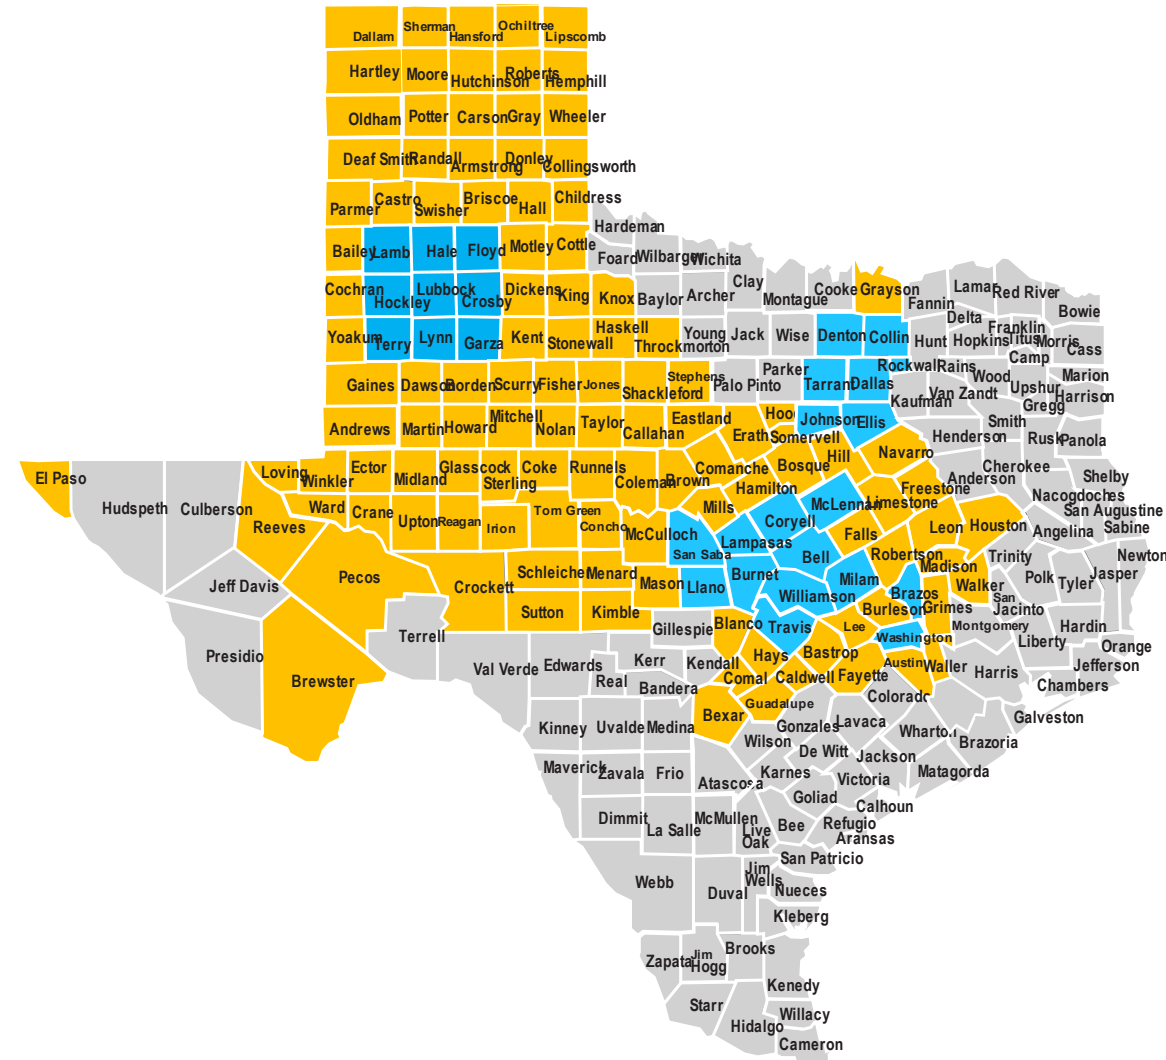 Dallam
Sherman
Hansford
Ochiltree
Lipscomb
Hartley
Moore
Hutchinson
Roberts
Hemphill
Oldham
Potter
Carson
Gray
Wheeler
Deaf Smith
Randall
Armstrong
Donley
Collingsworth
Parmer
Castro
Swisher
Briscoe
Hall
Childress
Hardeman
Bailey
Lamb
Hale
Floyd
Motley
Cottle
Foard
Wilbarger
Wichita
Cochran
Hockley
Lubbock
Crosby
Dickens
King
Knox
Baylor
Archer
Clay
Montague
Cooke
Grayson
Fannin
Lamar
Red River
Bowie
Yoakum
Terry
Lynn
Garza
Kent
Stonewall
Haskell
Throckmorton
Young
Jack
Wise
Denton
Collin
Hunt
Delta
Hopkins
Franklin
Titus
Morris
Cass
Camp
Gaines
Dawson
Borden
Scurry
Fisher
Jones
Shackleford
Stephens
Palo Pinto
Parker
Tarrant
Dallas
Rockwall
Rains
Kaufman
Van Zandt
Wood
Upshur
Marion
Harrison
Gregg
Andrews
Martin
Howard
Mitchell
Nolan
Taylor
Callahan
Eastland
Erath
Hood
Somervell
Johnson
Ellis
Henderson
Smith
Rusk
Panola
El Paso
Hudspeth
Culberson
Loving
Winkler
Ector
Midland
Glasscock
Sterling
Coke
Runnels
Coleman
Brown
Comanche
Hamilton
Bosque
Hill
Navarro
Anderson
Cherokee
Shelby
Nacogdoches
San Augustine
Sabine
Reeves
Ward
Crane
Upton
Reagan
Irion
Tom Green
Concho
McCulloch
Mills
San Saba
Lampasas
Coryell
McLennan
Limestone
Freestone
Falls
Leon
Houston
Angelina
Trinity
Newton
Jasper
Tyler
Polk
Jeff Davis
Pecos
Crockett
Schleicher
Menard
Mason
Llano
Burnet
Bell
Williamson
Milam
Robertson
Madison
Walker
Brazos
Burleson
Grimes
San
Jacinto
Montgomery
Liberty
Hardin
Orange
Jefferson
Chambers
Presidio
Brewster
Terrell
Sutton
Kimble
Gillespie
Blanco
Travis
Lee
Washington
Austin
Waller
Harris
Val Verde
Edwards
Real
Kerr
Bandera
Kendall
Comal
Hays
Caldwell
Bastrop
Fayette
Colorado
Galveston
Kinney
Uvalde
Medina
Bexar
Guadalupe
Gonzales
Lavaca
Wharton
Brazoria
Wilson
De Witt
Jackson
Matagorda
Maverick
Zavala
Frio
Atascosa
Karnes
Victoria
Goliad
Calhoun
Dimmit
La Salle
McMullen
Live
Oak
Bee
Refugio
Aransas
San Patricio
Webb
Duval
Jim
Wells
Nueces
Kleberg
Zapata
Jim
Hogg
Brooks
Kenedy
Starr
Hidalgo
Willacy
Cameron